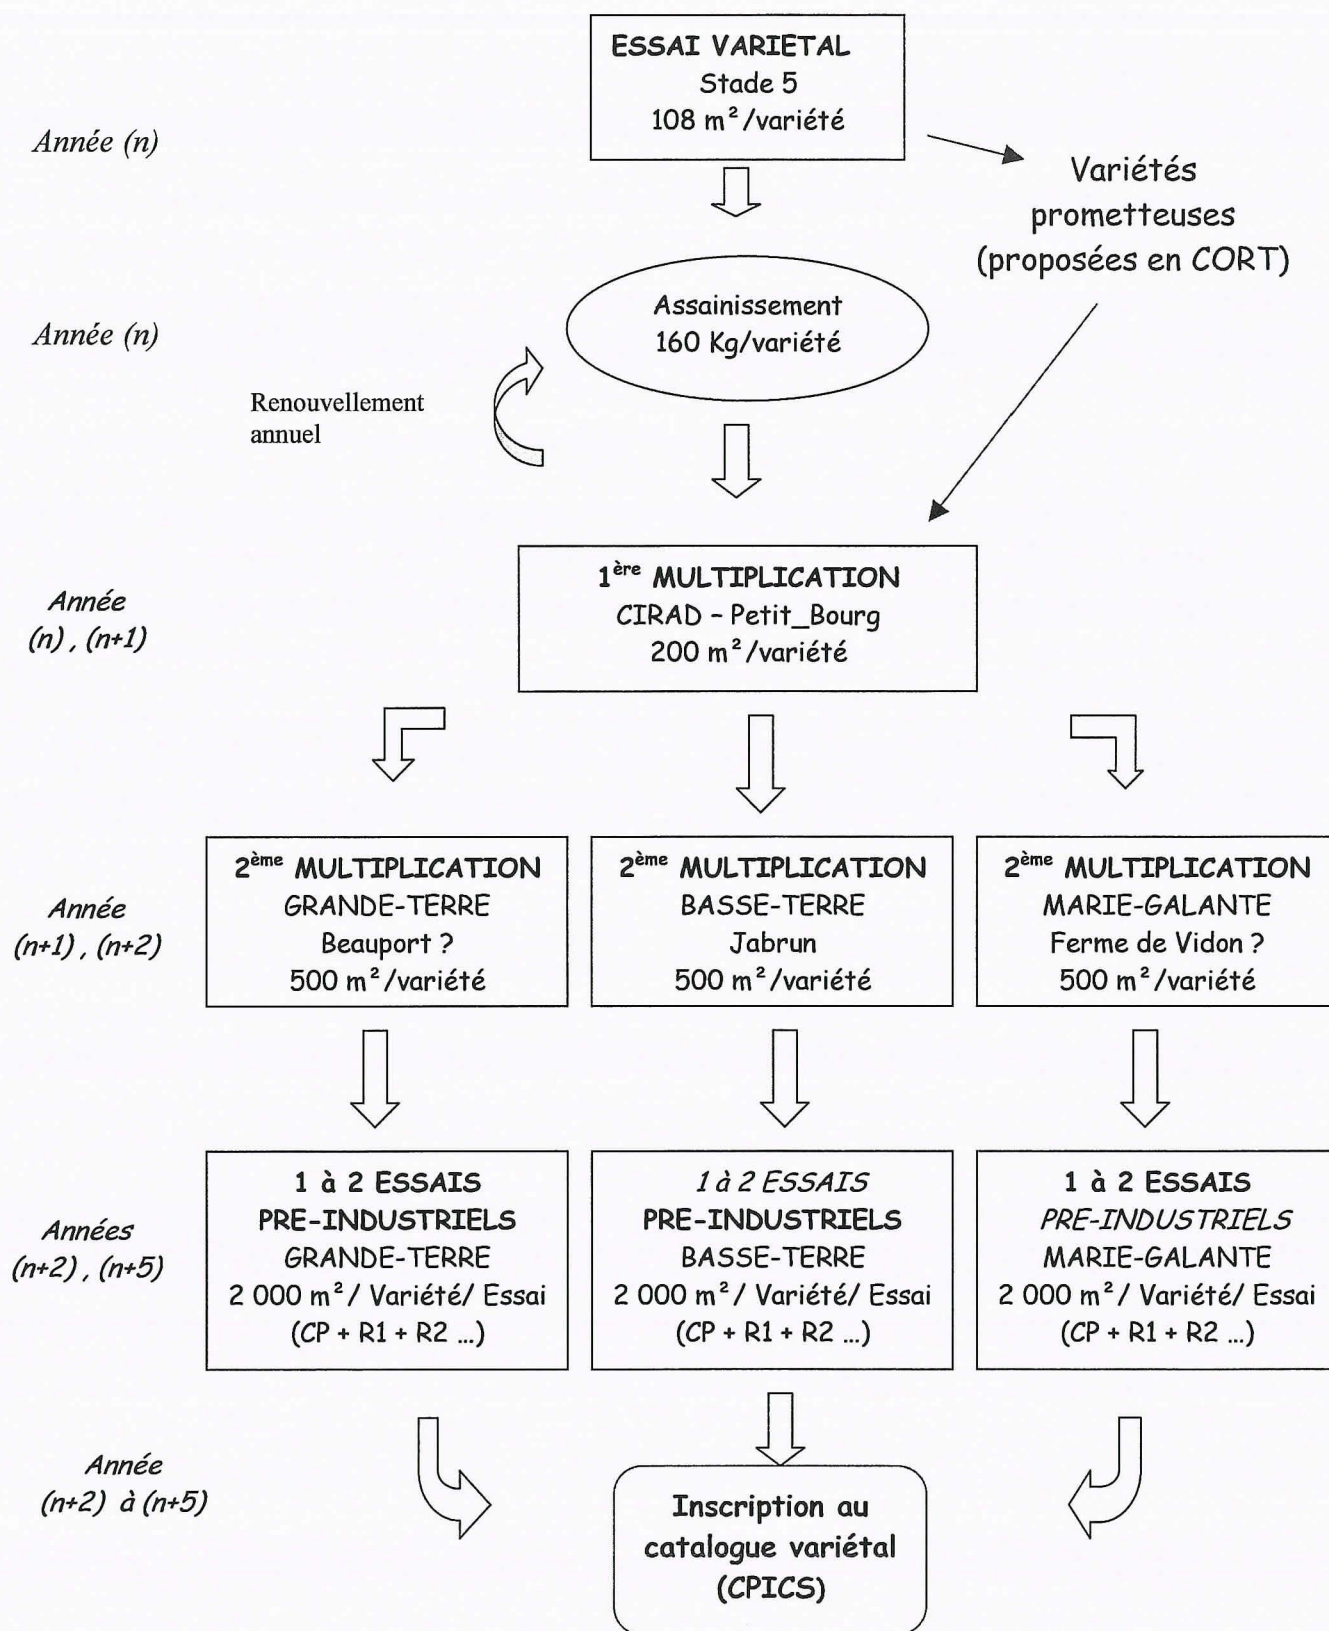 ESSAI VARIETAL
Stade 5
108 m²/variété
Année (n)
Variétés
prometteuses
(proposées en CORT)
Année (n)
Assainissement
160 Kg/variété
Renouvellement
annuel
1ère MULTIPLICATION
CIRAD – Petit_Bourg
200 m²/variété
Année
(n) , (n+1)
2ème MULTIPLICATION
GRANDE-TERRE
Beauport ?
500 m²/variété
2ème MULTIPLICATION
BASSE-TERRE
Jabrun
500 m²/variété
2ème MULTIPLICATION
MARIE-GALANTE
Ferme de Vidon ?
500 m²/variété
Année
(n+1) , (n+2)
1 à 2 ESSAIS
PRE-INDUSTRIELS
GRANDE-TERRE
2 000 m²/ Variété/ Essai
(CP + R1 + R2 ...)
1 à 2 ESSAIS
PRE-INDUSTRIELS
BASSE-TERRE
2 000 m²/ Variété/ Essai
(CP + R1 + R2 ...)
1 à 2 ESSAIS
PRE-INDUSTRIELS
MARIE-GALANTE
2 000 m²/ Variété/ Essai
(CP + R1 + R2 ...)
Années
(n+2) , (n+5)
Année
(n+2) à (n+5)
Inscription au
catalogue variétal
(CPICS)